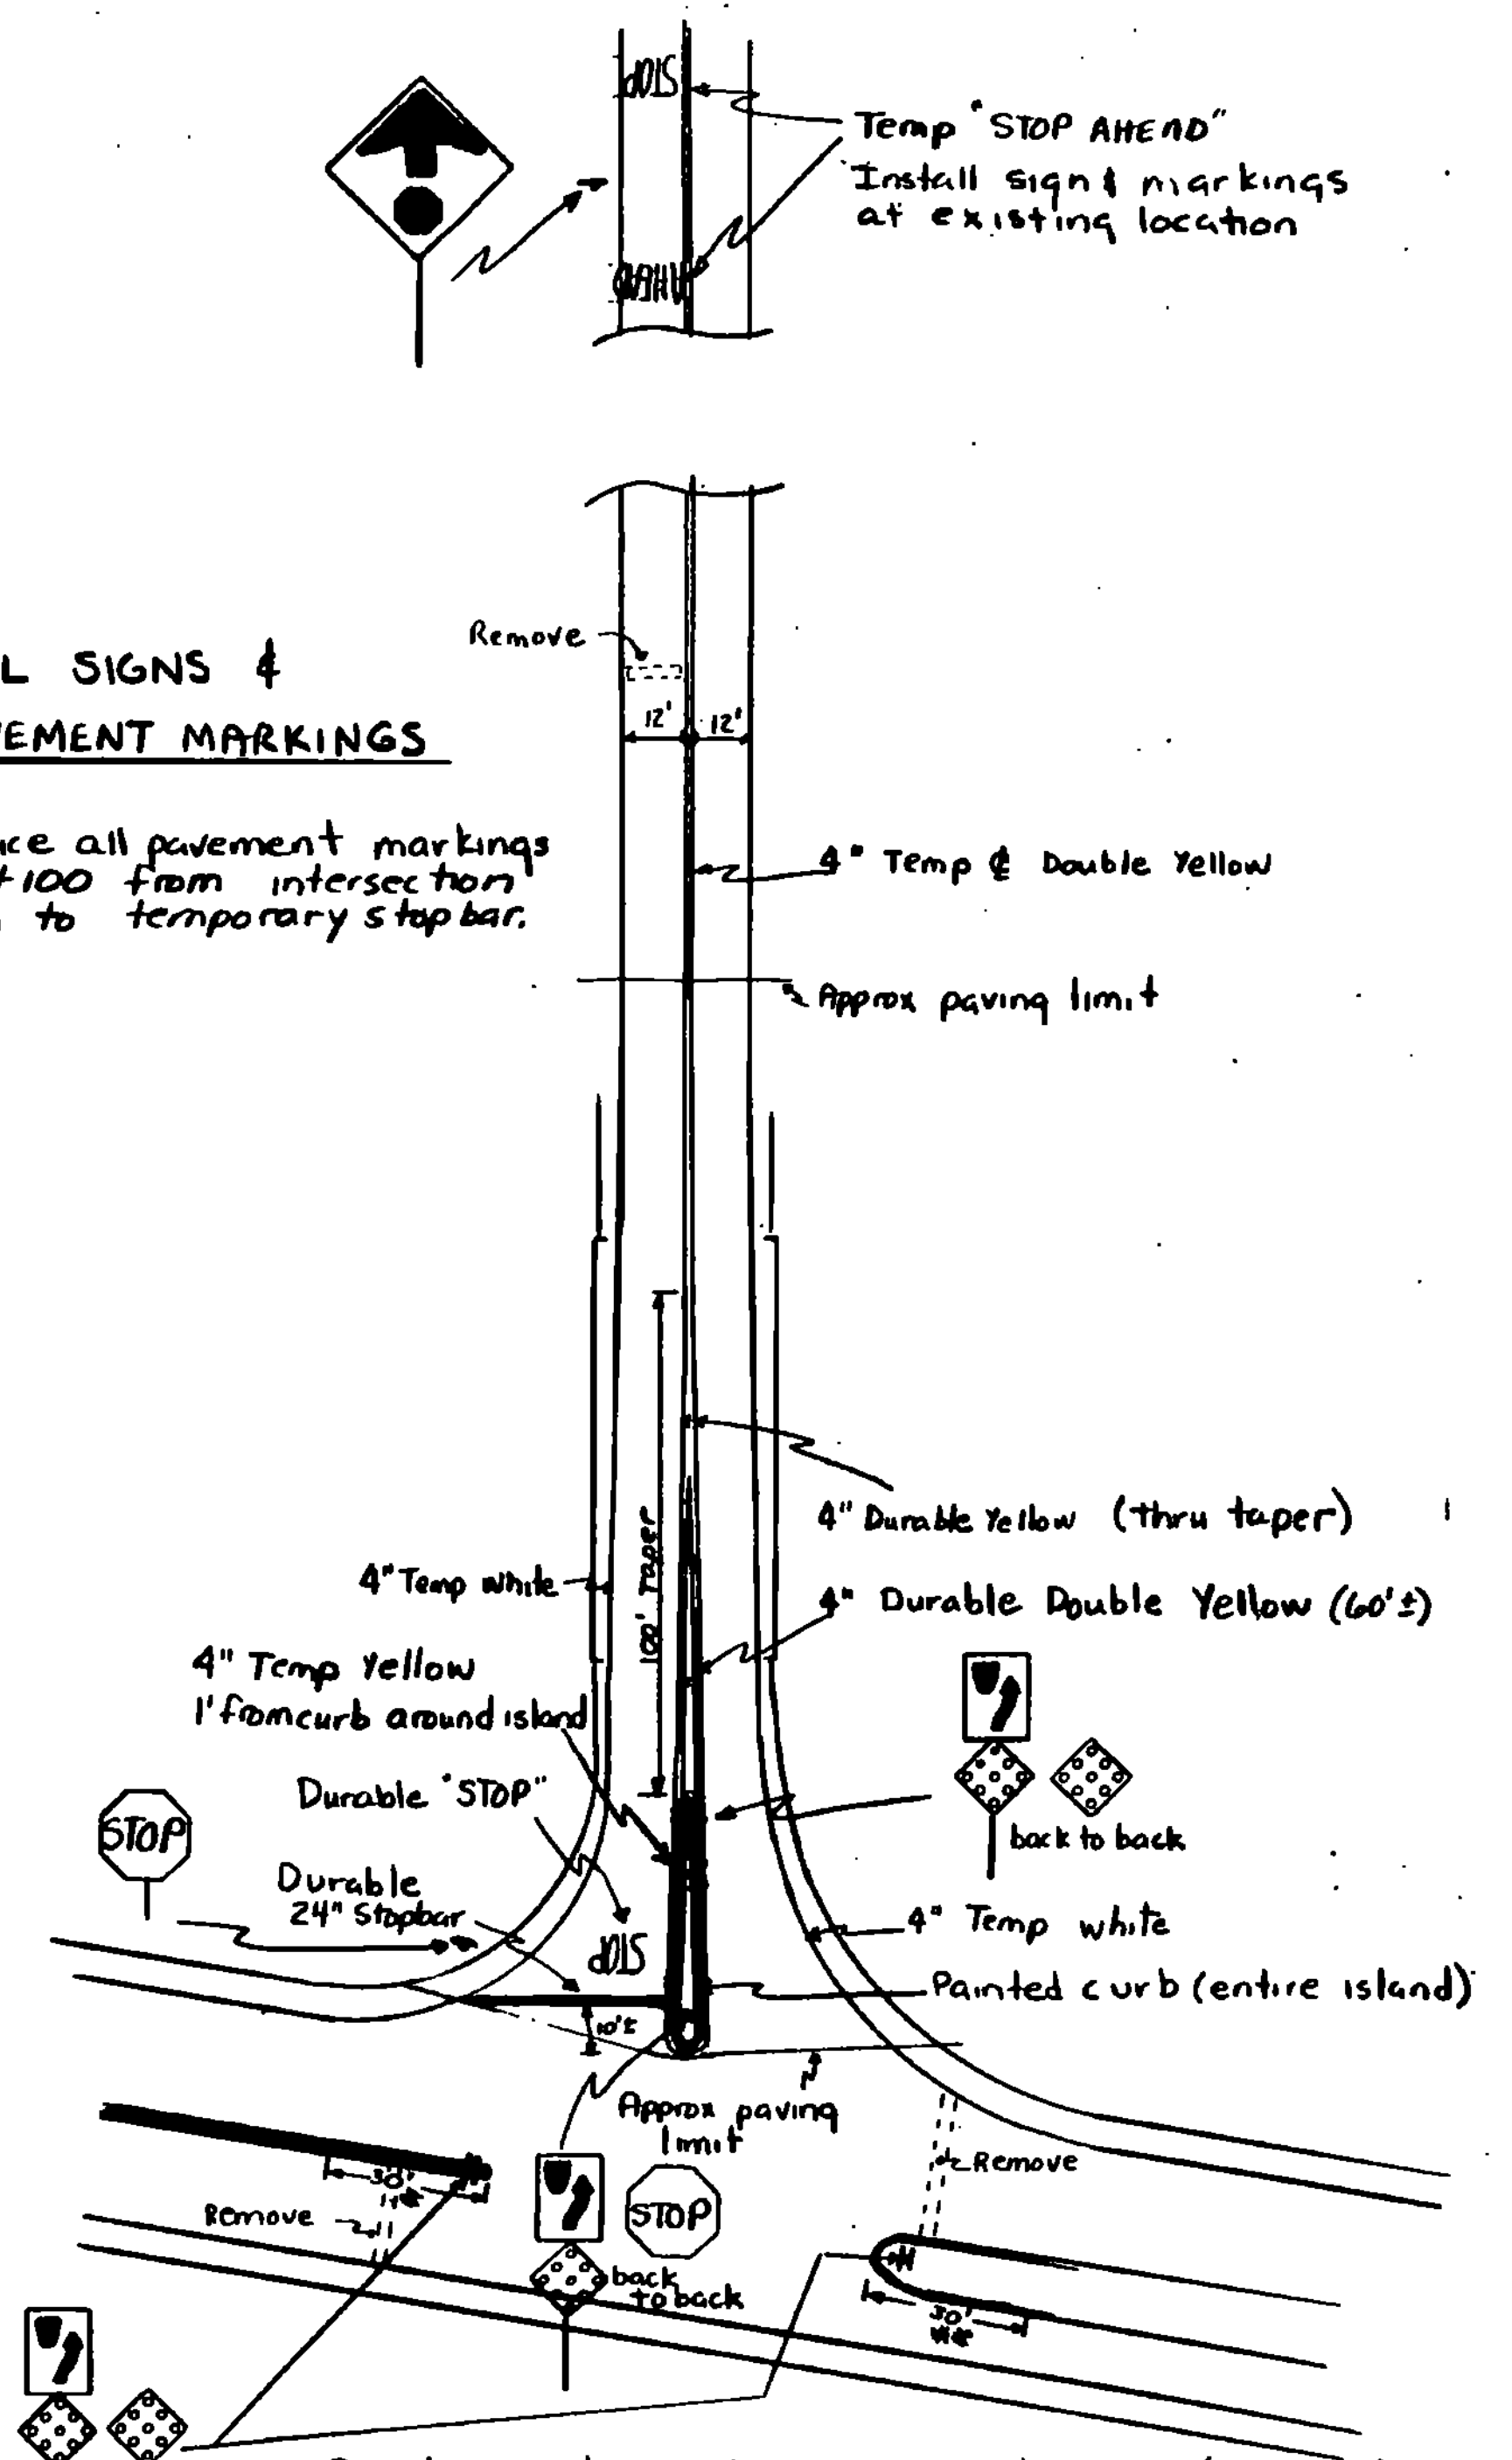 STOP
Temp "STOP AHEAD"
Install sign & markings
at existing location
AHEAD
Remove
L SIGNS &
EMENT MARKINGS
12' 12'
ce all pavement markings
+100 from intersection
to temporary stop bar.
4" Temp ₵ Double Yellow
Approx paving limit
4" Durable Yellow (thru taper)
100' Taper
4" Temp white
4" Durable Double Yellow (60'±)
4" Temp Yellow
1' from curb around island
Durable "STOP"
STOP
back to back
Durable
24" Stopbar
4" Temp white
STOP
Painted curb (entire island)
10'±
Approx paving
limit
Remove
30'
Remove
STOP
back
to back
30'